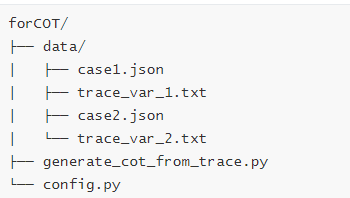 forCOT/
├── data/
│   ├── case1.json
│   ├── trace_var_1.txt
│   ├── case2.json
│   └── trace_var_2.txt
├── generate_cot_from_trace.py
└── config.py